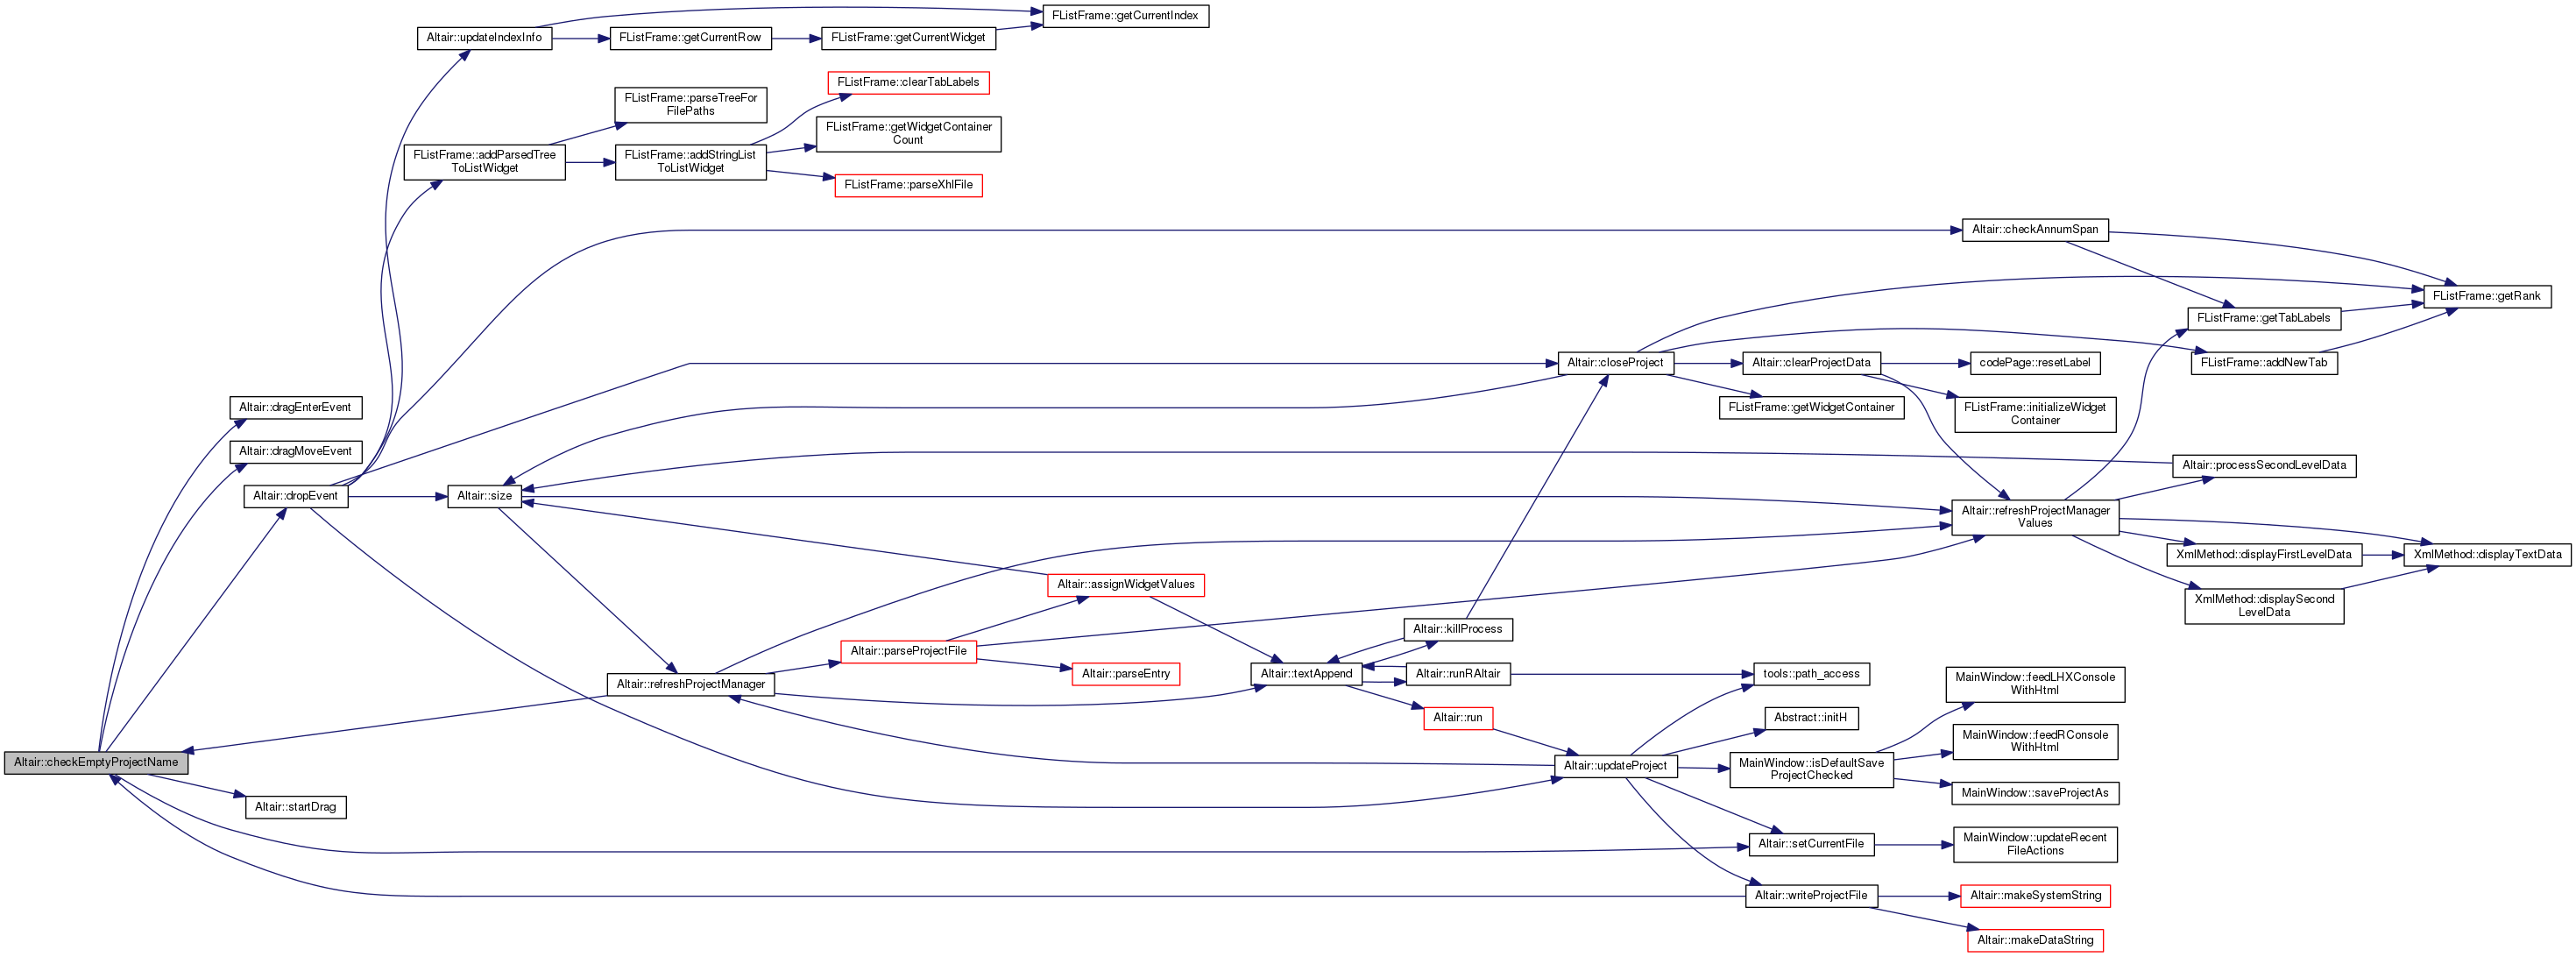 Altair::updateIndexInfo
FListFrame::getCurrentRow
FListFrame::getCurrentWidget
FListFrame::getCurrentIndex
FListFrame::clearTabLabels
FListFrame::parseTreeFor
FilePaths
FListFrame::getWidgetContainer
Count
FListFrame::addParsedTree
ToListWidget
FListFrame::addStringList
ToListWidget
FListFrame::parseXhlFile
Altair::checkAnnumSpan
FListFrame::getRank
FListFrame::getTabLabels
Altair::closeProject
Altair::clearProjectData
codePage::resetLabel
FListFrame::addNewTab
Altair::dragEnterEvent
FListFrame::getWidgetContainer
FListFrame::initializeWidget
Container
Altair::dragMoveEvent
Altair::processSecondLevelData
Altair::dropEvent
Altair::size
Altair::refreshProjectManager
Values
XmlMethod::displayFirstLevelData
XmlMethod::displayTextData
Altair::assignWidgetValues
XmlMethod::displaySecond
LevelData
Altair::killProcess
Altair::parseProjectFile
Altair::parseEntry
Altair::textAppend
Altair::runRAltair
tools::path_access
Altair::refreshProjectManager
MainWindow::feedLHXConsole
WithHtml
Altair::run
Abstract::initH
MainWindow::feedRConsole
WithHtml
Altair::checkEmptyProjectName
Altair::updateProject
MainWindow::isDefaultSave
ProjectChecked
MainWindow::saveProjectAs
Altair::startDrag
Altair::setCurrentFile
MainWindow::updateRecent
FileActions
Altair::writeProjectFile
Altair::makeSystemString
Altair::makeDataString